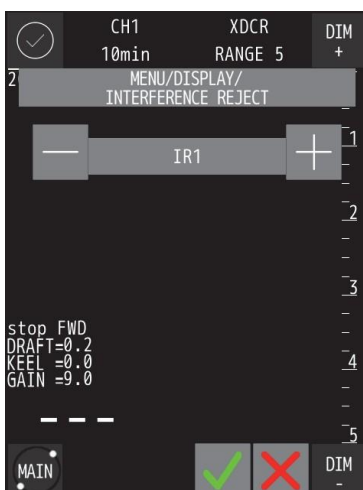 CH1 XDCR DIM
10min RANGE 5 +
2
MENU/DISPLAY/
INTERFERENCE REJECT
1
IR1
2
3
stop FWD
DRAFT=0.2
KEEL =0.0
4
GAIN =9.0
- - -
5
MAIN DIM
-